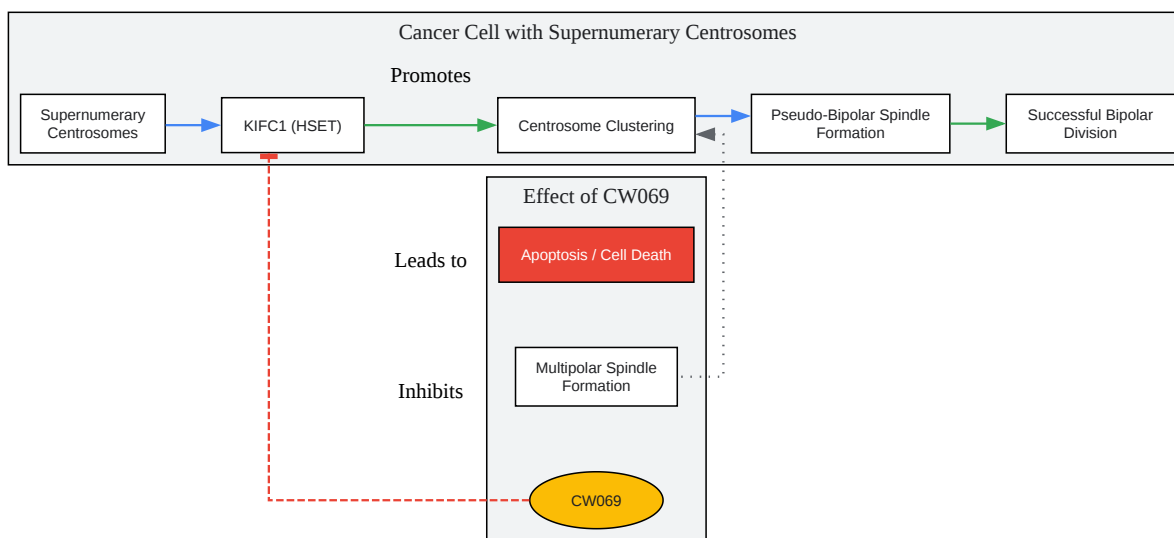 Cancer Cell with Supernumerary Centrosomes
Promotes
Supernumerary
Centrosomes
KIFC1 (HSET)
Centrosome Clustering
Pseudo-Bipolar Spindle
Formation
Successful Bipolar
Division
Effect of CW069
Apoptosis / Cell Death
Leads to
Multipolar Spindle
Formation
Inhibits
CW069